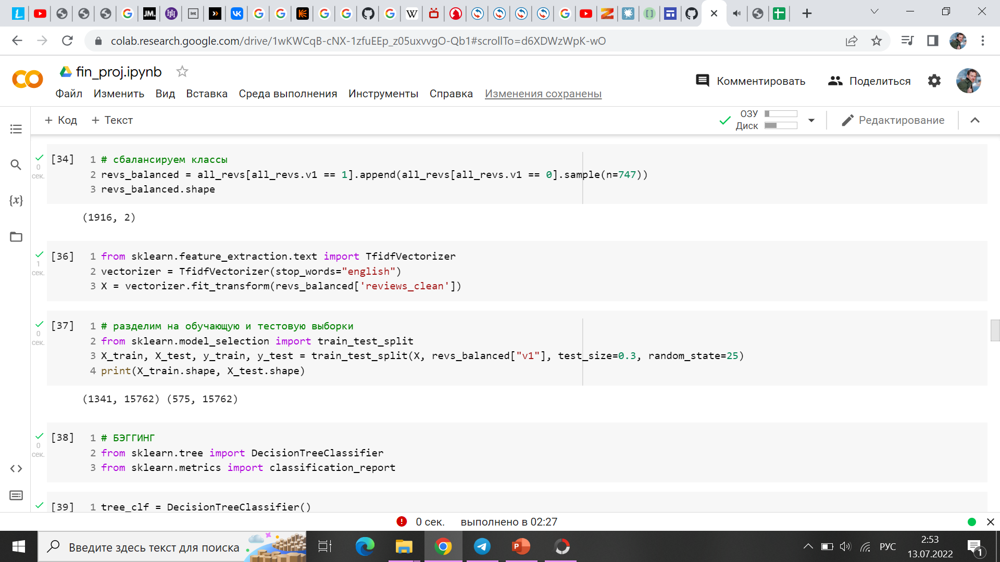 colab.research.google.com/drive/1wKWCqB-cNX-1zfuEEp_z05uxvvgO-Qb1#scrollTo=d6XDWzWpK-wO
fin_proj.ipynb
Комментировать
Поделиться
Файл Изменить Вид Вставка Среда выполнения Инструменты Справка Изменения сохранены
+ Код + Текст
ОЗУ
Диск
Редактирование
[34] 1 # сбалансируем классы
0 сек.
2 revs_balanced = all_revs[all_revs.v1 == 1].append(all_revs[all_revs.v1 == 0].sample(n=747))
3 revs_balanced.shape
(1916, 2)
[36] 1 from sklearn.feature_extraction.text import TfidfVectorizer
1 сек.
2 vectorizer = TfidfVectorizer(stop_words="english")
3 X = vectorizer.fit_transform(revs_balanced['reviews_clean'])
[37] 1 # разделим на обучающую и тестовую выборки
0 сек.
2 from sklearn.model_selection import train_test_split
3 X_train, X_test, y_train, y_test = train_test_split(X, revs_balanced["v1"], test_size=0.3, random_state=25)
4 print(X_train.shape, X_test.shape)
(1341, 15762) (575, 15762)
[38] 1 # БЭГГИНГ
0 сек.
2 from sklearn.tree import DecisionTreeClassifier
3 from sklearn.metrics import classification_report
[39] 1 tree_clf = DecisionTreeClassifier()
0 сек. выполнено в 02:27
Введите здесь текст для поиска
РУС
2:53
13.07.2022
1